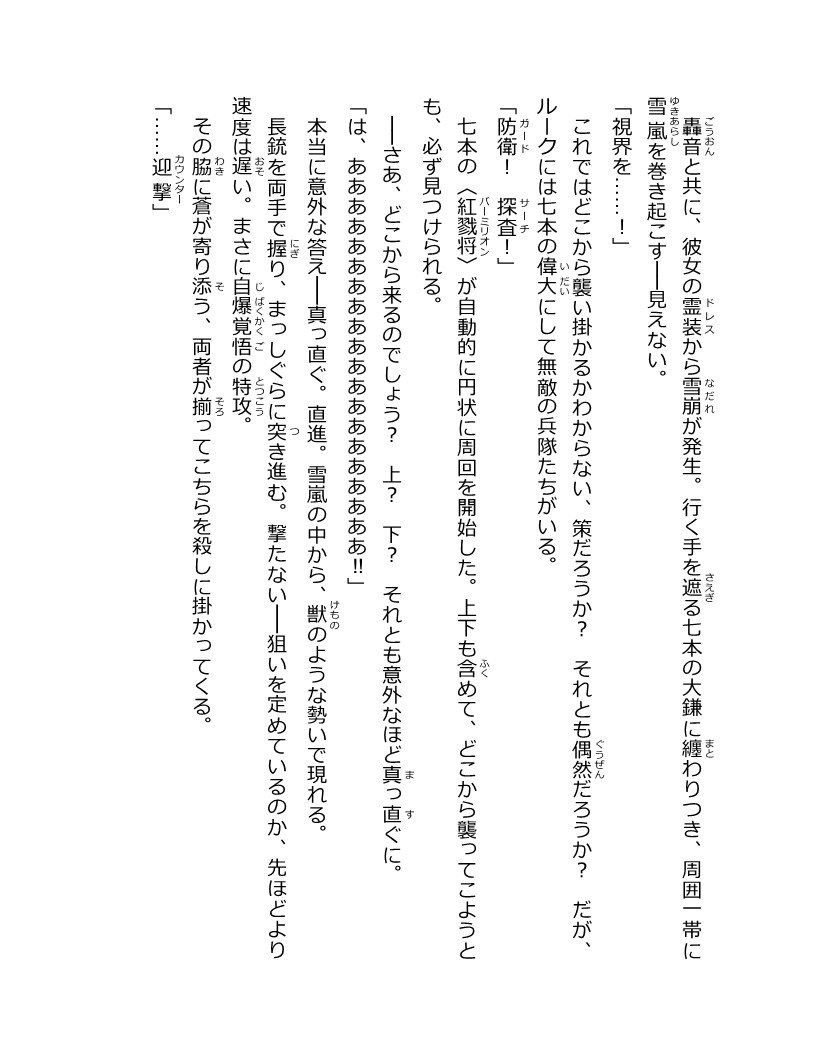 轟音と共に、彼女の霊装から雪崩が発生。行く手を遮る七本の大鎌に纏わりつき、周囲一帯に
雪嵐を巻き起こす──見えない。
「視界を……！」
これではどこから襲い掛かるかわからない、策だろうか？　それとも偶然だろうか？　だが、
ルークには七本の偉大にして無敵の兵隊たちがいる。
「防衛！　探査！」
七本の〈紅戮将〉が自動的に円状に周回を開始した。上下も含めて、どこから襲ってこようと
も、必ず見つけられる。
──さあ、どこから来るのでしょう？　上？　下？　それとも意外なほど真っ直ぐに。
「は、ああああああああああああああああああああ!!」
本当に意外な答え──真っ直ぐ。直進。雪嵐の中から、獣のような勢いで現れる。
長銃を両手で握り、まっしぐらに突き進む。撃たない──狙いを定めているのか、先ほどより
速度は遅い。まさに自爆覚悟の特攻。
その脇に蒼が寄り添う、両者が揃ってこちらを殺しに掛かってくる。
「……迎撃」